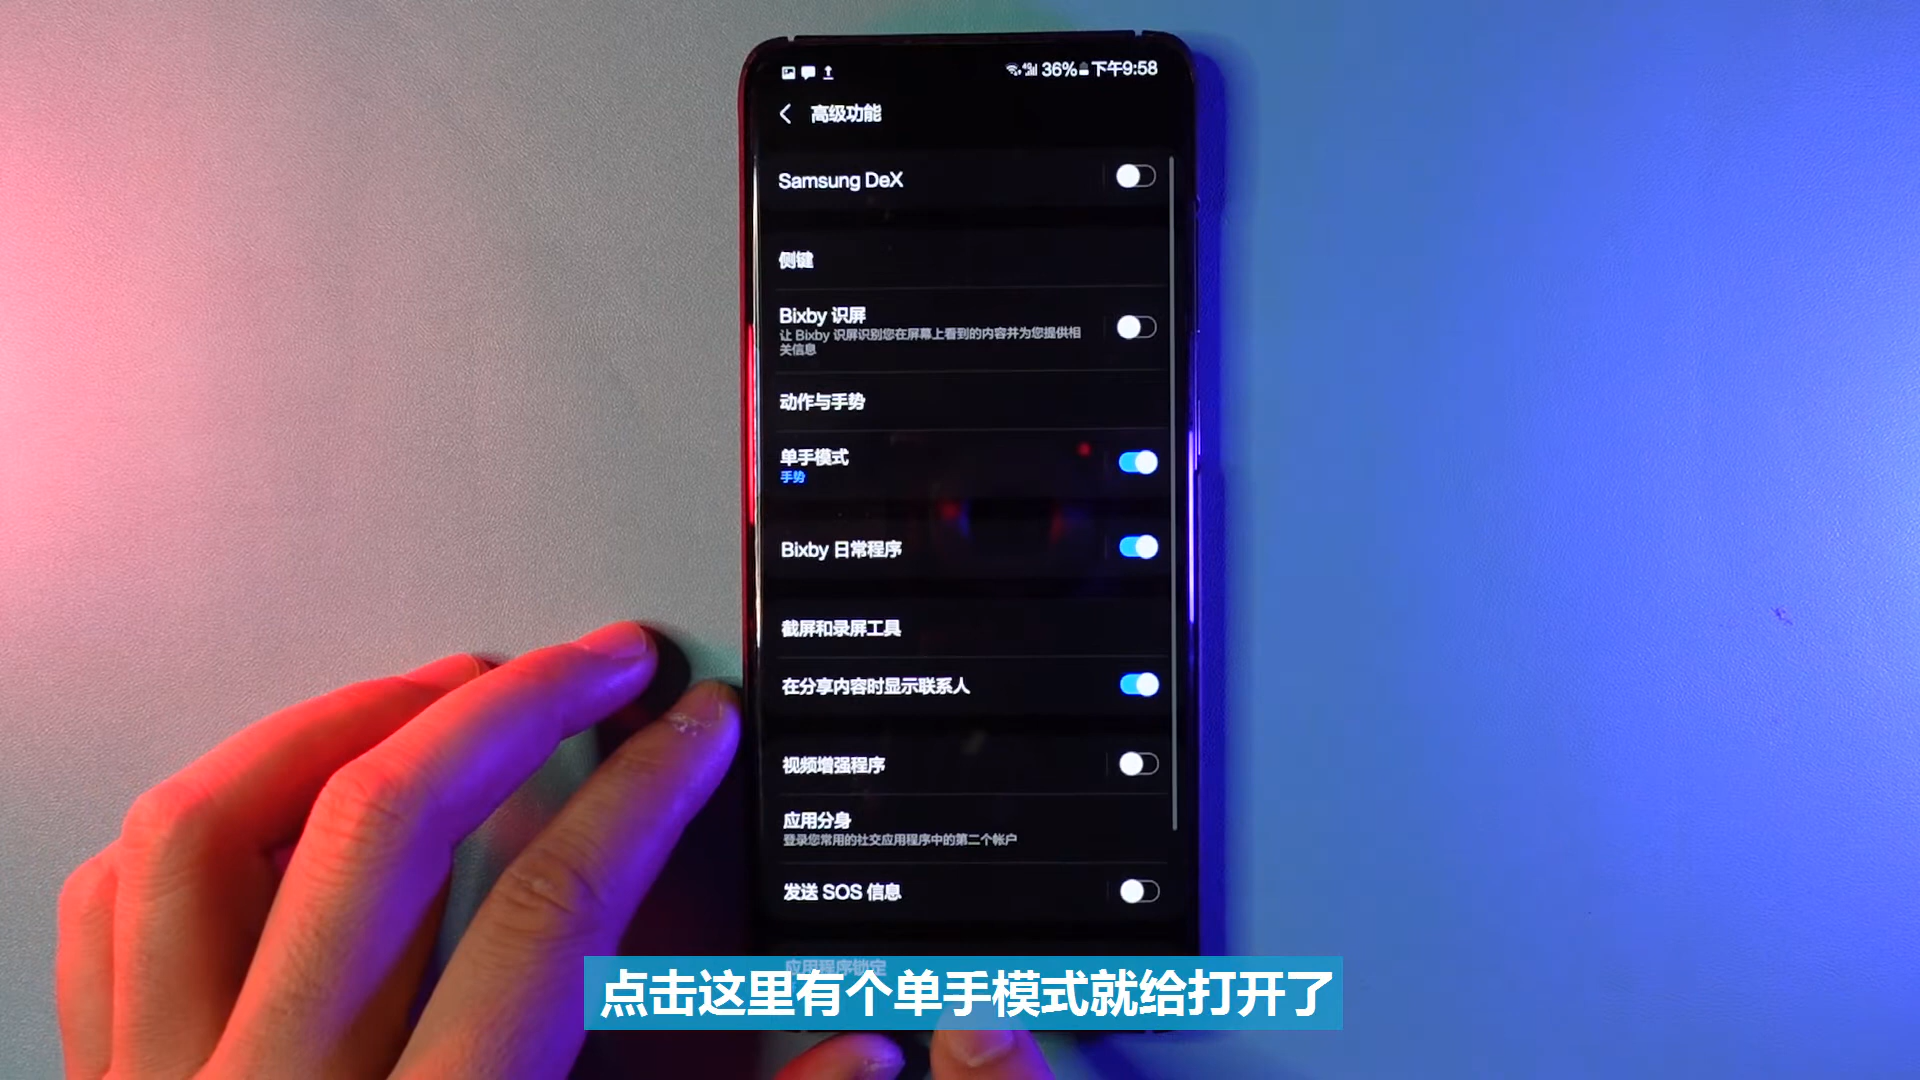 36% 下午9:58
高级功能
Samsung DeX
侧键
Bixby 识屏
让 Bixby 识屏识别您在屏幕上看到的内容并为您提供相
关信息
动作与手势
单手模式
手势
Bixby 日常程序
截屏和录屏工具
在分享内容时显示联系人
视频增强程序
应用分身
登录您常用的社交应用程序中的第二个帐户
发送 SOS 信息
应用程序锁定
点击这里有个单手模式就给打开了